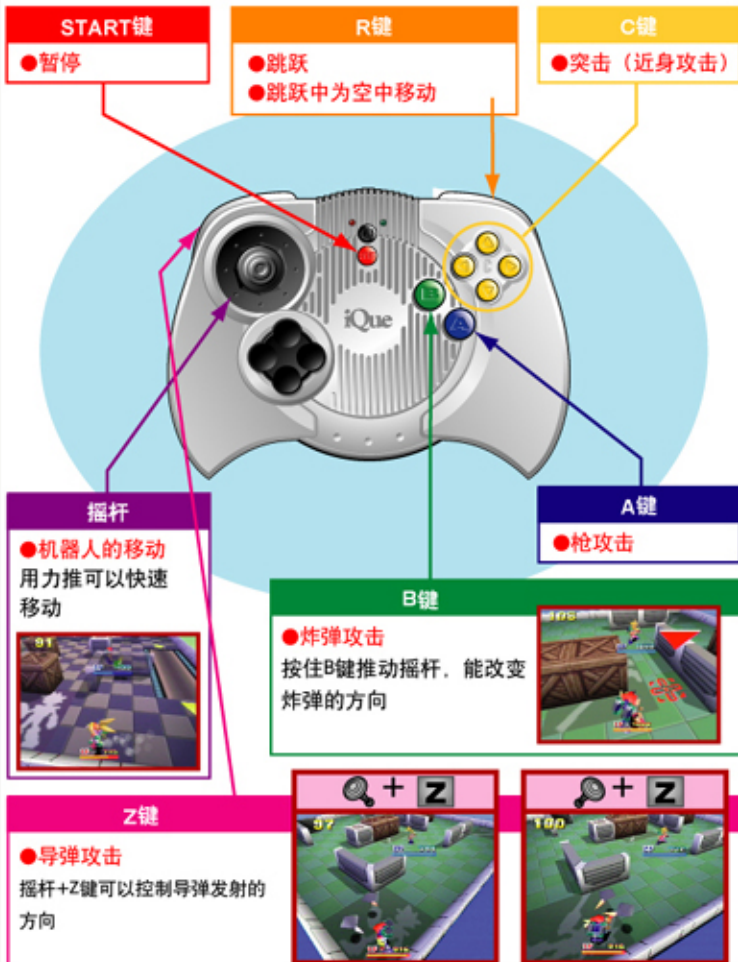 START键
●暂停
R键
●跳跃
●跳跃中为空中移动
C键
●突击（近身攻击）
iQue
B
A
C
摇杆
●机器人的移动
用力推可以快速
移动
91
A键
●枪攻击
B键
●炸弹攻击
按住B键推动摇杆，能改变
炸弹的方向
106
Z键
●导弹攻击
摇杆+Z键可以控制导弹发射的
方向
+ Z
97
+ Z
100